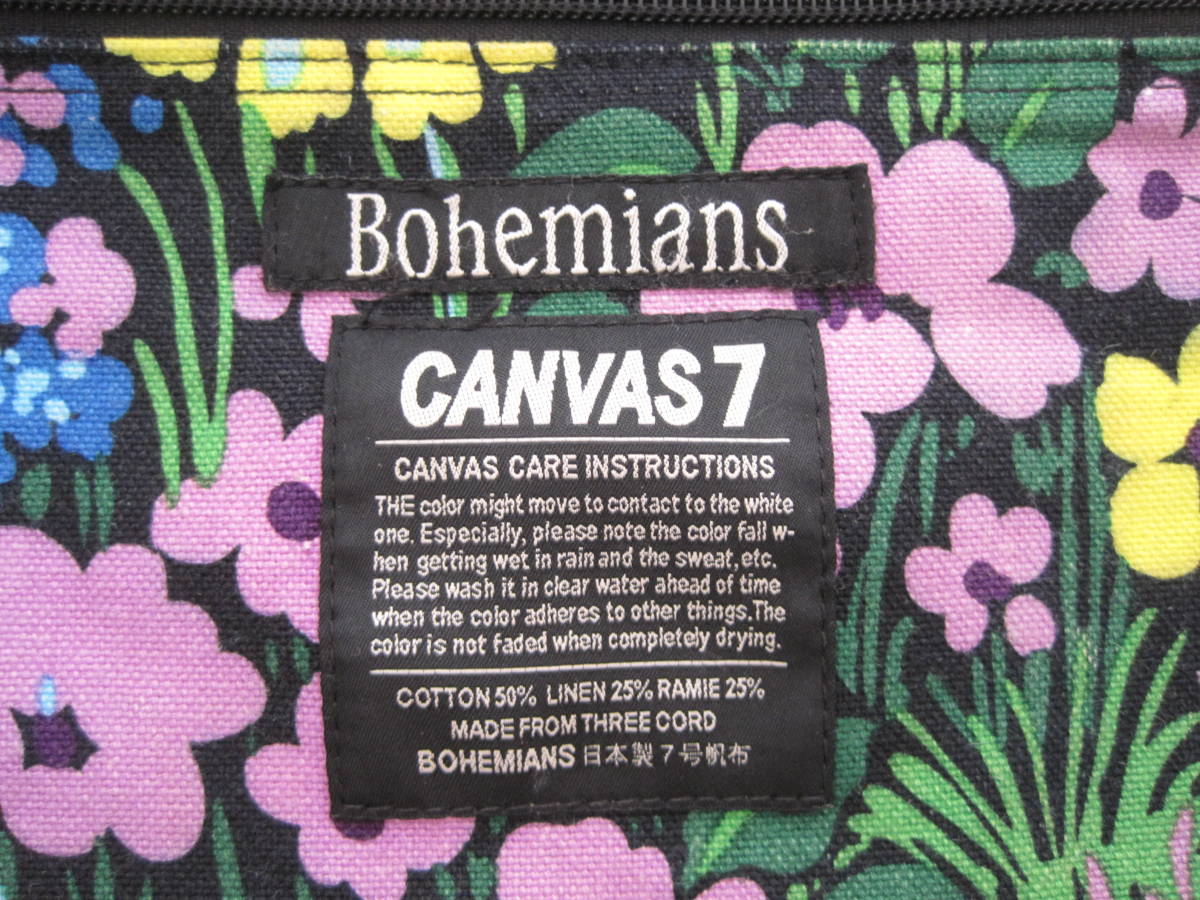 Bohemians
CANVAS 7
CANVAS CARE INSTRUCTIONS
THE color might move to contact to the white
one. Especially, please note the color fall w-
hen getting wet in rain and the sweat, etc.
Please wash it in clear water ahead of time
when the color adheres to other things.The
color is not faded when completely drying.
COTTON 50% LINEN 25% RAMIE 25%
MADE FROM THREE CORD
BOHEMIANS 日本製7号帆布